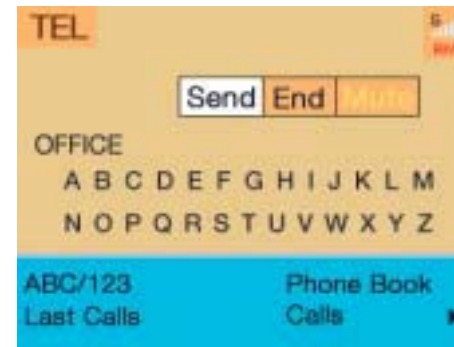 TEL
Send End Mute
OFFICE
A B C D E F G H I J K L M
N O P Q R S T U V W X Y Z
ABC/123 Phone Book
Last Calls Calls